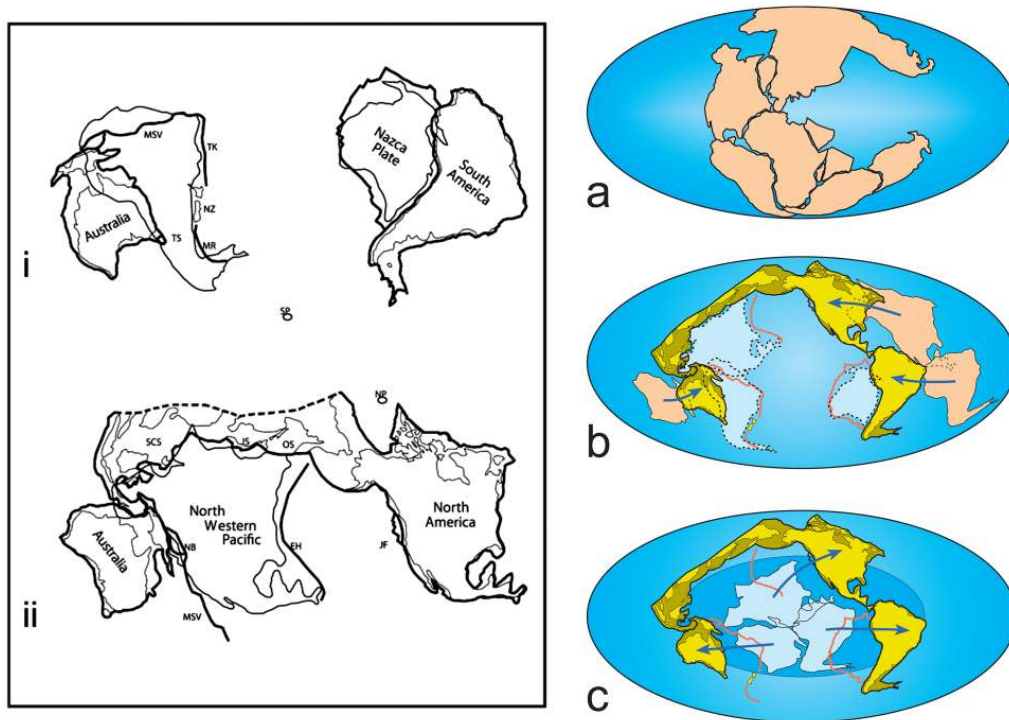 MSV
TK
Nazca
Plate
South
America
Australia
NZ
TS
MR
i
SP
NP
SCS
IS
OS
North
Western
Pacific
North
America
Australia
NB
EH
JF
ii
MSV
a
b
c